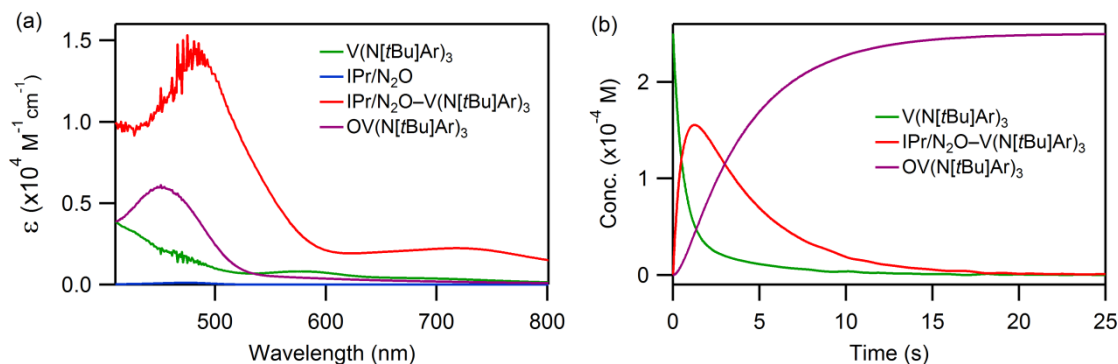 (a)
1.5
1.0
0.5
0.0
ε (x10⁴ M⁻¹ cm⁻¹)
V(N[tBu]Ar)₃
IPr/N₂O
IPr/N₂O–V(N[tBu]Ar)₃
OV(N[tBu]Ar)₃
500
600
700
800
Wavelength (nm)
(b)
2
1
0
Conc. (x10⁻⁴ M)
V(N[tBu]Ar)₃
IPr/N₂O–V(N[tBu]Ar)₃
OV(N[tBu]Ar)₃
0
5
10
15
20
25
Time (s)